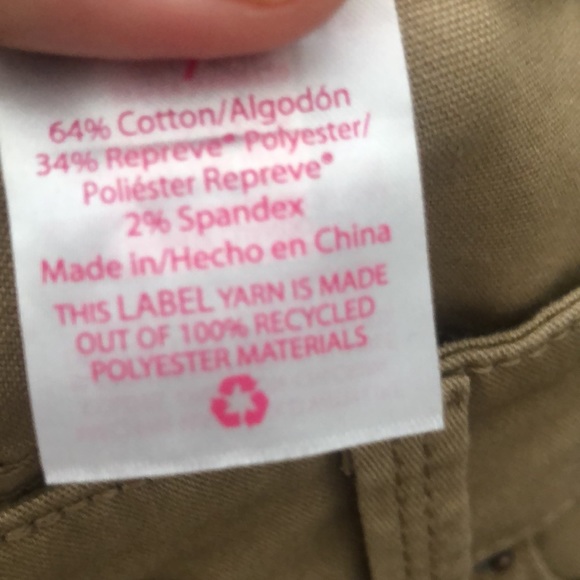 64% Cotton/Algodón
34% Repreve® Polyester/
Poliéster Repreve®
2% Spandex
Made in/Hecho en China
THIS LABEL YARN IS MADE
OUT OF 100% RECYCLED
POLYESTER MATERIALS